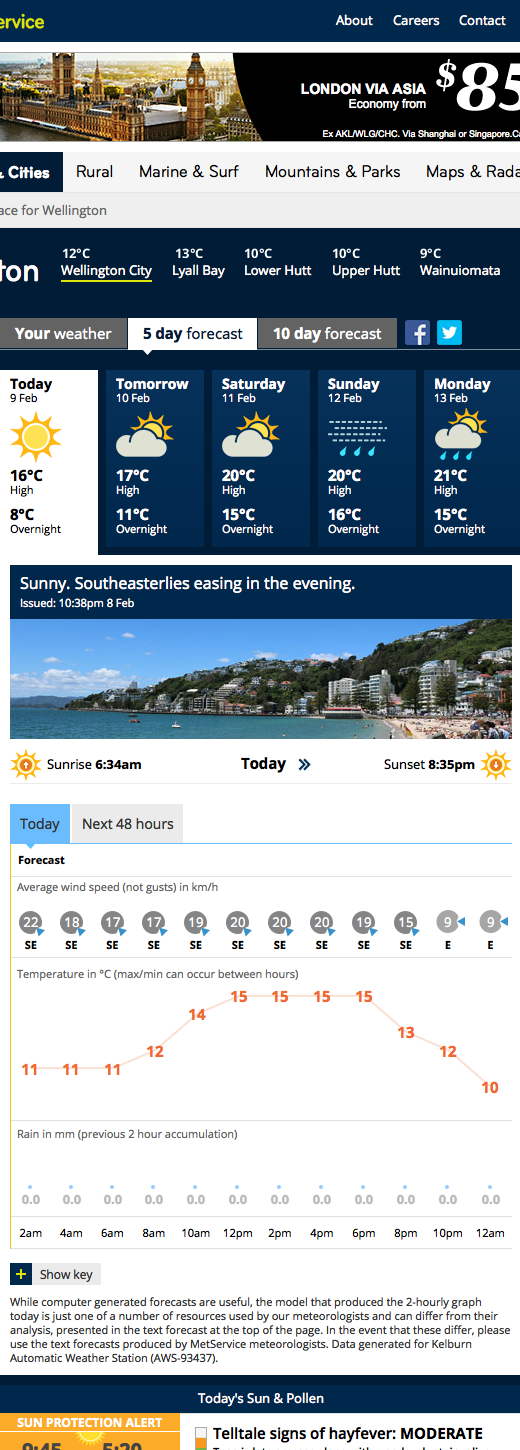 ervice
About Careers Contact
LONDON VIA ASIA
Economy from
$85
Ex AKL/WLG/CHC. Via Shanghai or Singapore.
& Cities Rural Marine & Surf Mountains & Parks Maps & Rada
ace for Wellington
ton
12°C 13°C 10°C 10°C 9°C
Wellington City Lyall Bay Lower Hutt Upper Hutt Wainuiomata
Your weather 5 day forecast 10 day forecast
Today Tomorrow Saturday Sunday Monday
9 Feb 10 Feb 11 Feb 12 Feb 13 Feb
16°C 17°C 20°C 20°C 21°C
High High High High High
8°C 11°C 15°C 16°C 15°C
Overnight Overnight Overnight Overnight Overnight
Sunny. Southeasterlies easing in the evening.
Issued: 10:38pm 8 Feb
Sunrise 6:34am Today » Sunset 8:35pm
Today Next 48 hours
Forecast
Average wind speed (not gusts) in km/h
22 18 17 17 19 20 20 20 19 15 9 9
SE SE SE SE SE SE SE SE SE SE E E
Temperature in °C (max/min can occur between hours)
11 11 11 12 14 15 15 15 15 13 12 10
Rain in mm (previous 2 hour accumulation)
0.0 0.0 0.0 0.0 0.0 0.0 0.0 0.0 0.0 0.0 0.0 0.0
2am 4am 6am 8am 10am 12pm 2pm 4pm 6pm 8pm 10pm 12am
+ Show key
While computer generated forecasts are useful, the model that produced the 2-hourly graph
today is just one of a number of resources used by our meteorologists and can differ from their
analysis, presented in the text forecast at the top of the page. In the event that these differ, please
use the text forecasts produced by MetService meteorologists. Data generated for Kelburn
Automatic Weather Station (AWS-93437).
Today's Sun & Pollen
SUN PROTECTION ALERT
Telltale signs of hayfever: MODERATE
9:45 5:20